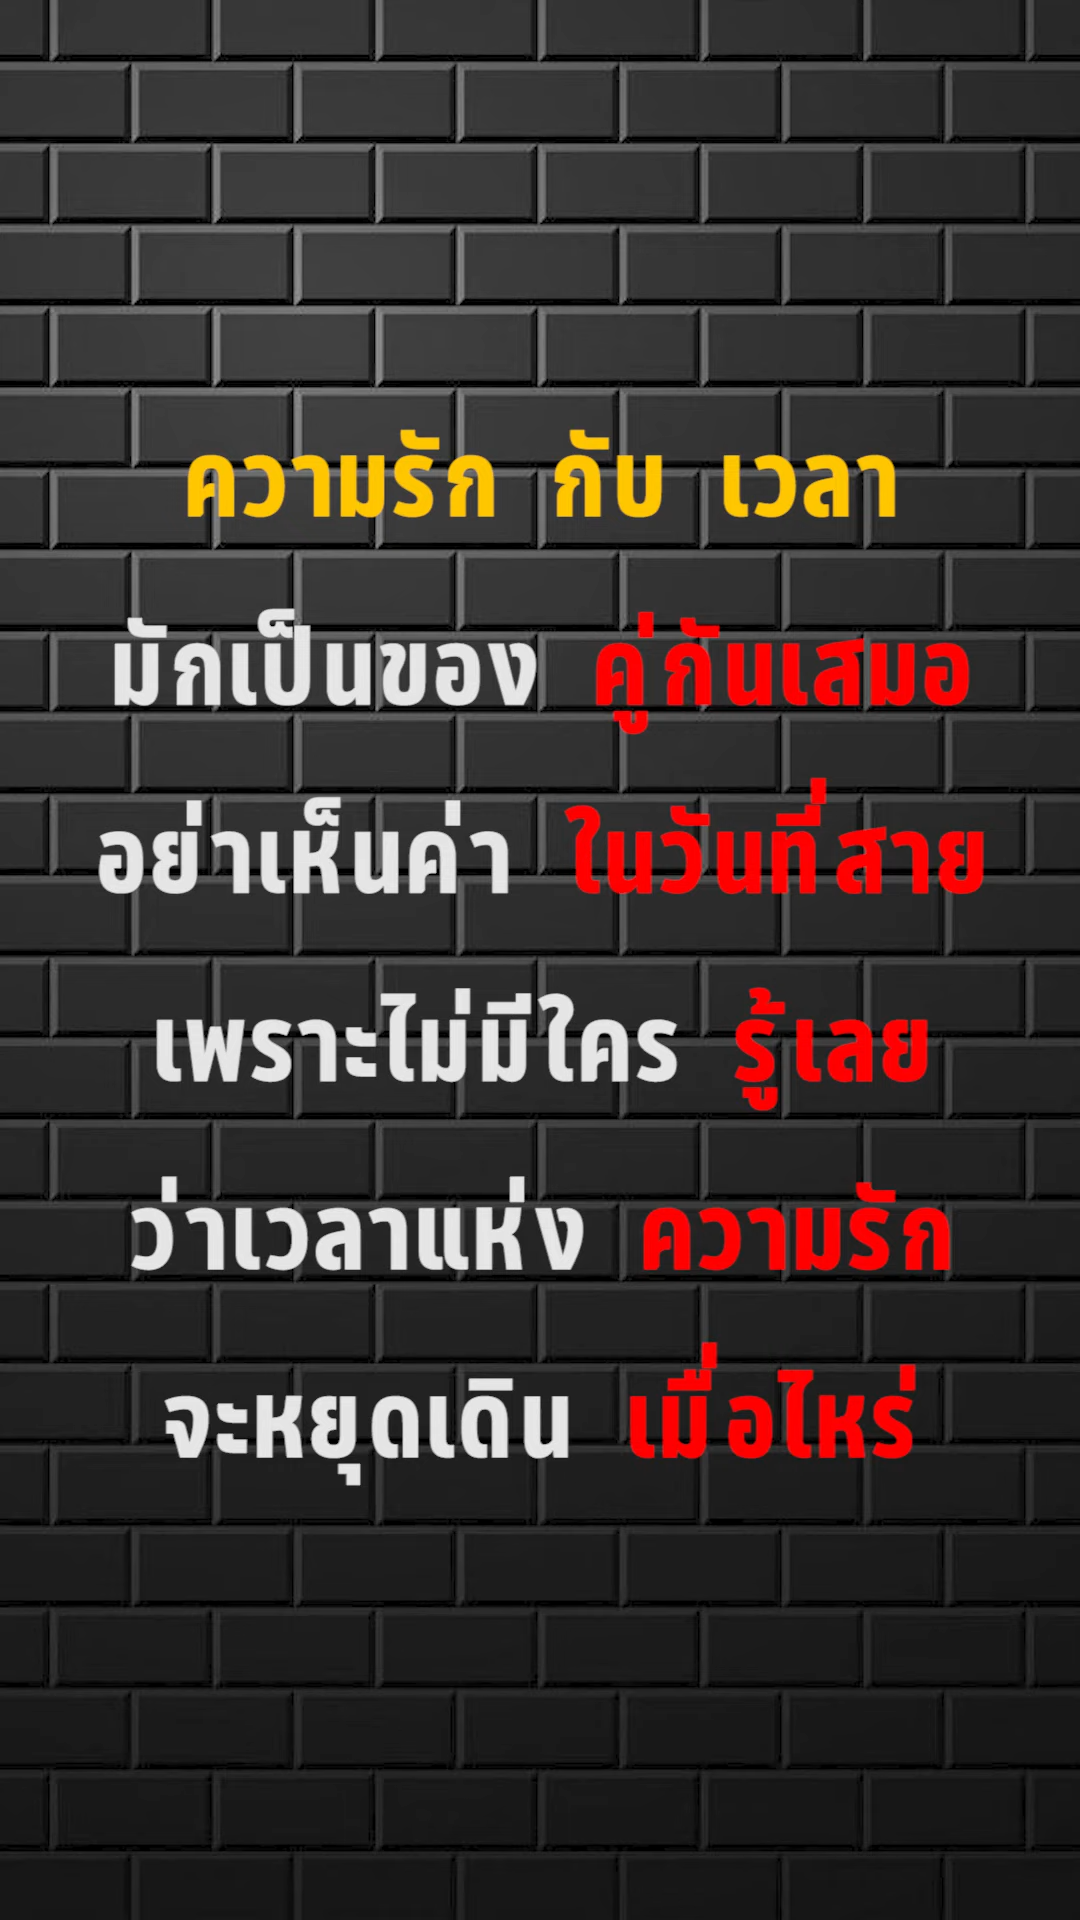 ความรัก กับ เวลา
มักเป็นของ คู่กันเสมอ
อย่าเห็นค่า ในวันที่สาย
เพราะไม่มีใคร รู้เลย
ว่าเวลาแห่ง ความรัก
จะหยุดเดิน เมื่อไหร่